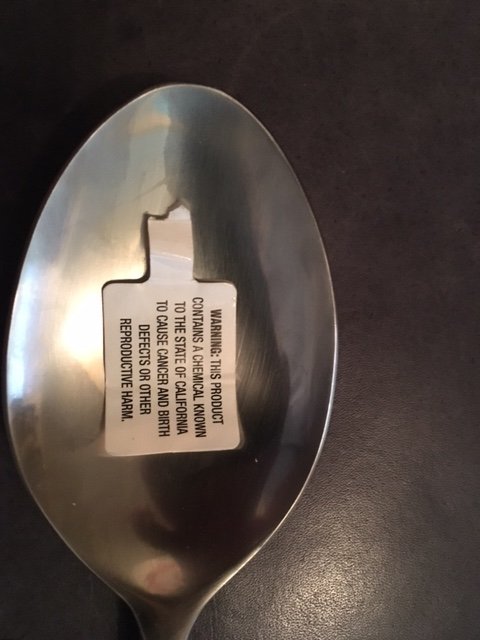 WARNING: THIS PRODUCT
CONTAINS A CHEMICAL KNOWN
TO THE STATE OF CALIFORNIA
TO CAUSE CANCER AND BIRTH
DEFECTS OR OTHER
REPRODUCTIVE HARM.